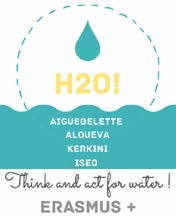 H2O!
AIGUEDELETTE
ALQUEVA
KERKINI
ISEO
Think and act for water !
ERASMUS +